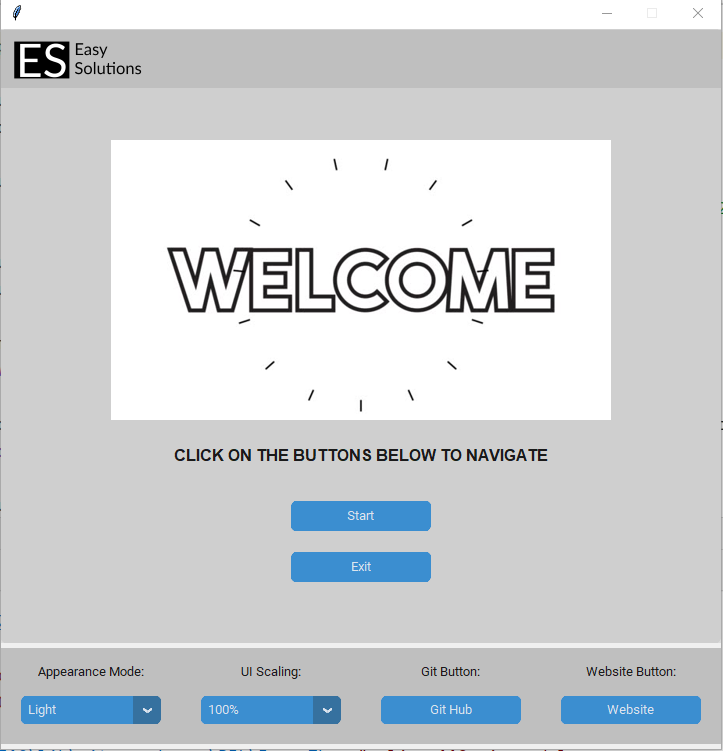 ES Easy
Solutions
WELCOME
CLICK ON THE BUTTONS BELOW TO NAVIGATE
Start
Exit
Appearance Mode: UI Scaling: Git Button: Website Button:
Light 100% Git Hub Website